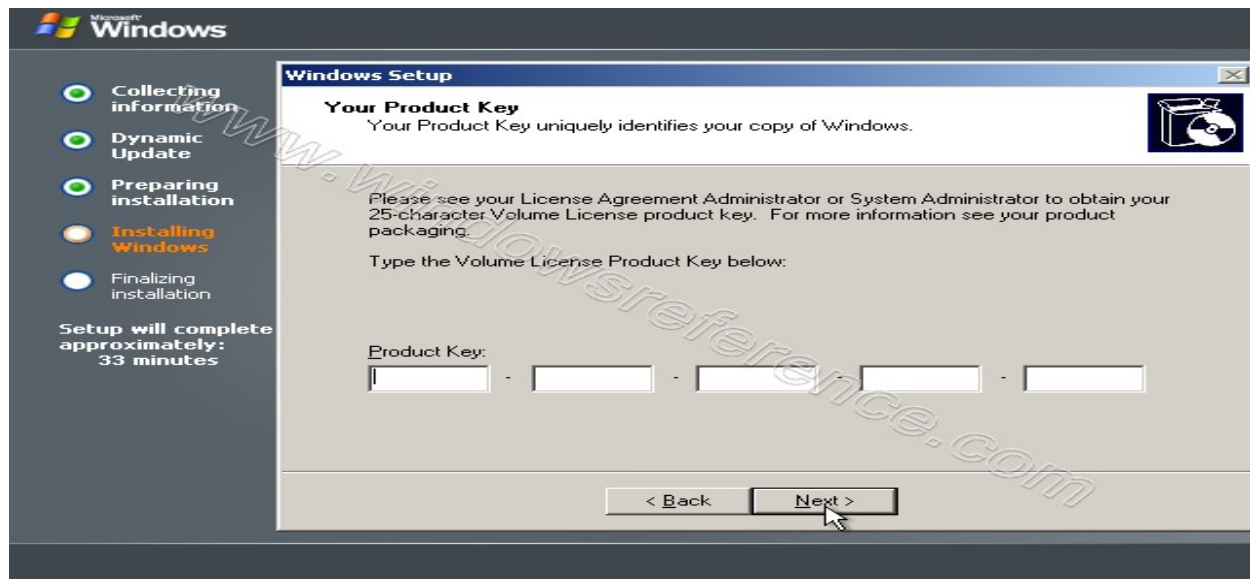 Microsoft
Windows
Collecting
information
Dynamic
Update
Preparing
installation
Installing
Windows
Finalizing
installation
Setup will complete
approximately:
33 minutes
Windows Setup
Your Product Key
Your Product Key uniquely identifies your copy of Windows.
Please see your License Agreement Administrator or System Administrator to obtain your
25-character Volume License product key. For more information see your product
packaging.
Type the Volume License Product Key below:
Product Key:
- - - -
< Back
Next >
www.windowsreference.com